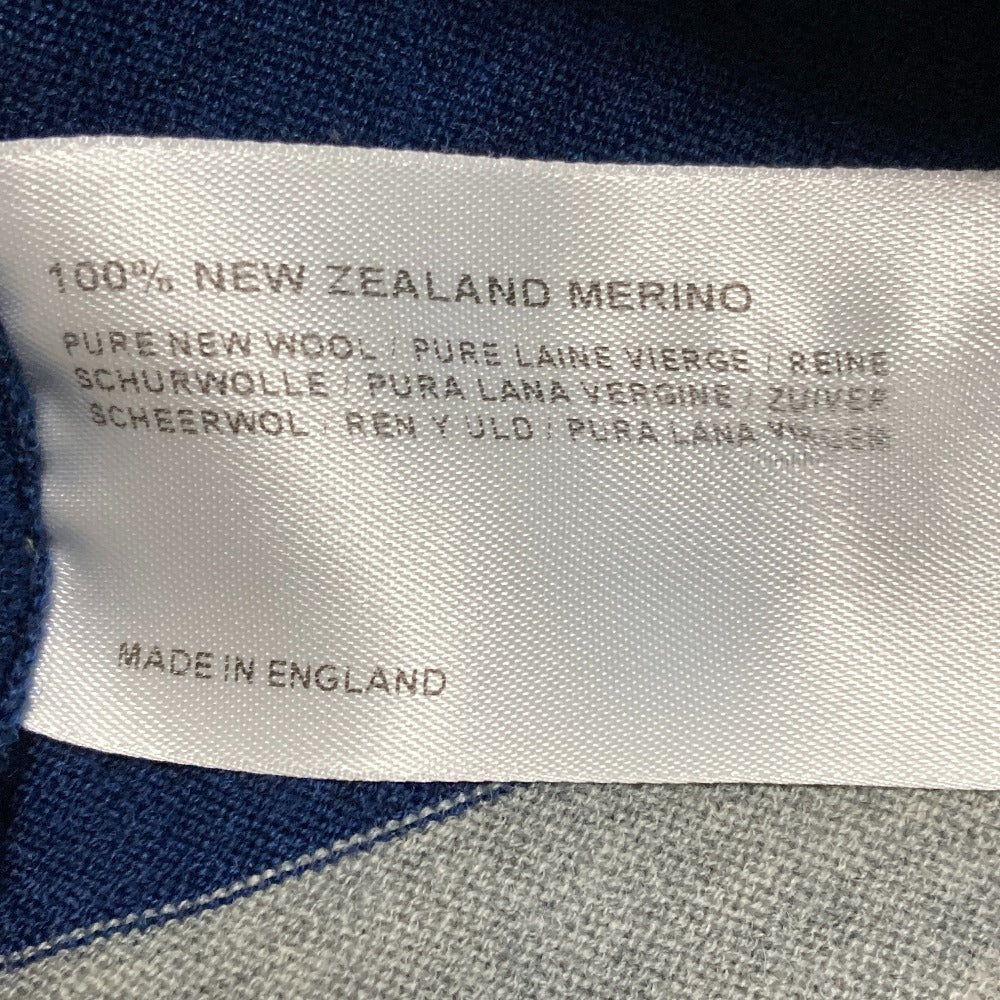 100% NEW ZEALAND MERINO
PURE NEW WOOL / PURE LAINE VIERGE / REINE
SCHURWOLLE / PURA LANA VERGINE / ZUIVER
SCHEERWOL / REN Y ULD / PURA LANA VIRGEN
MADE IN ENGLAND